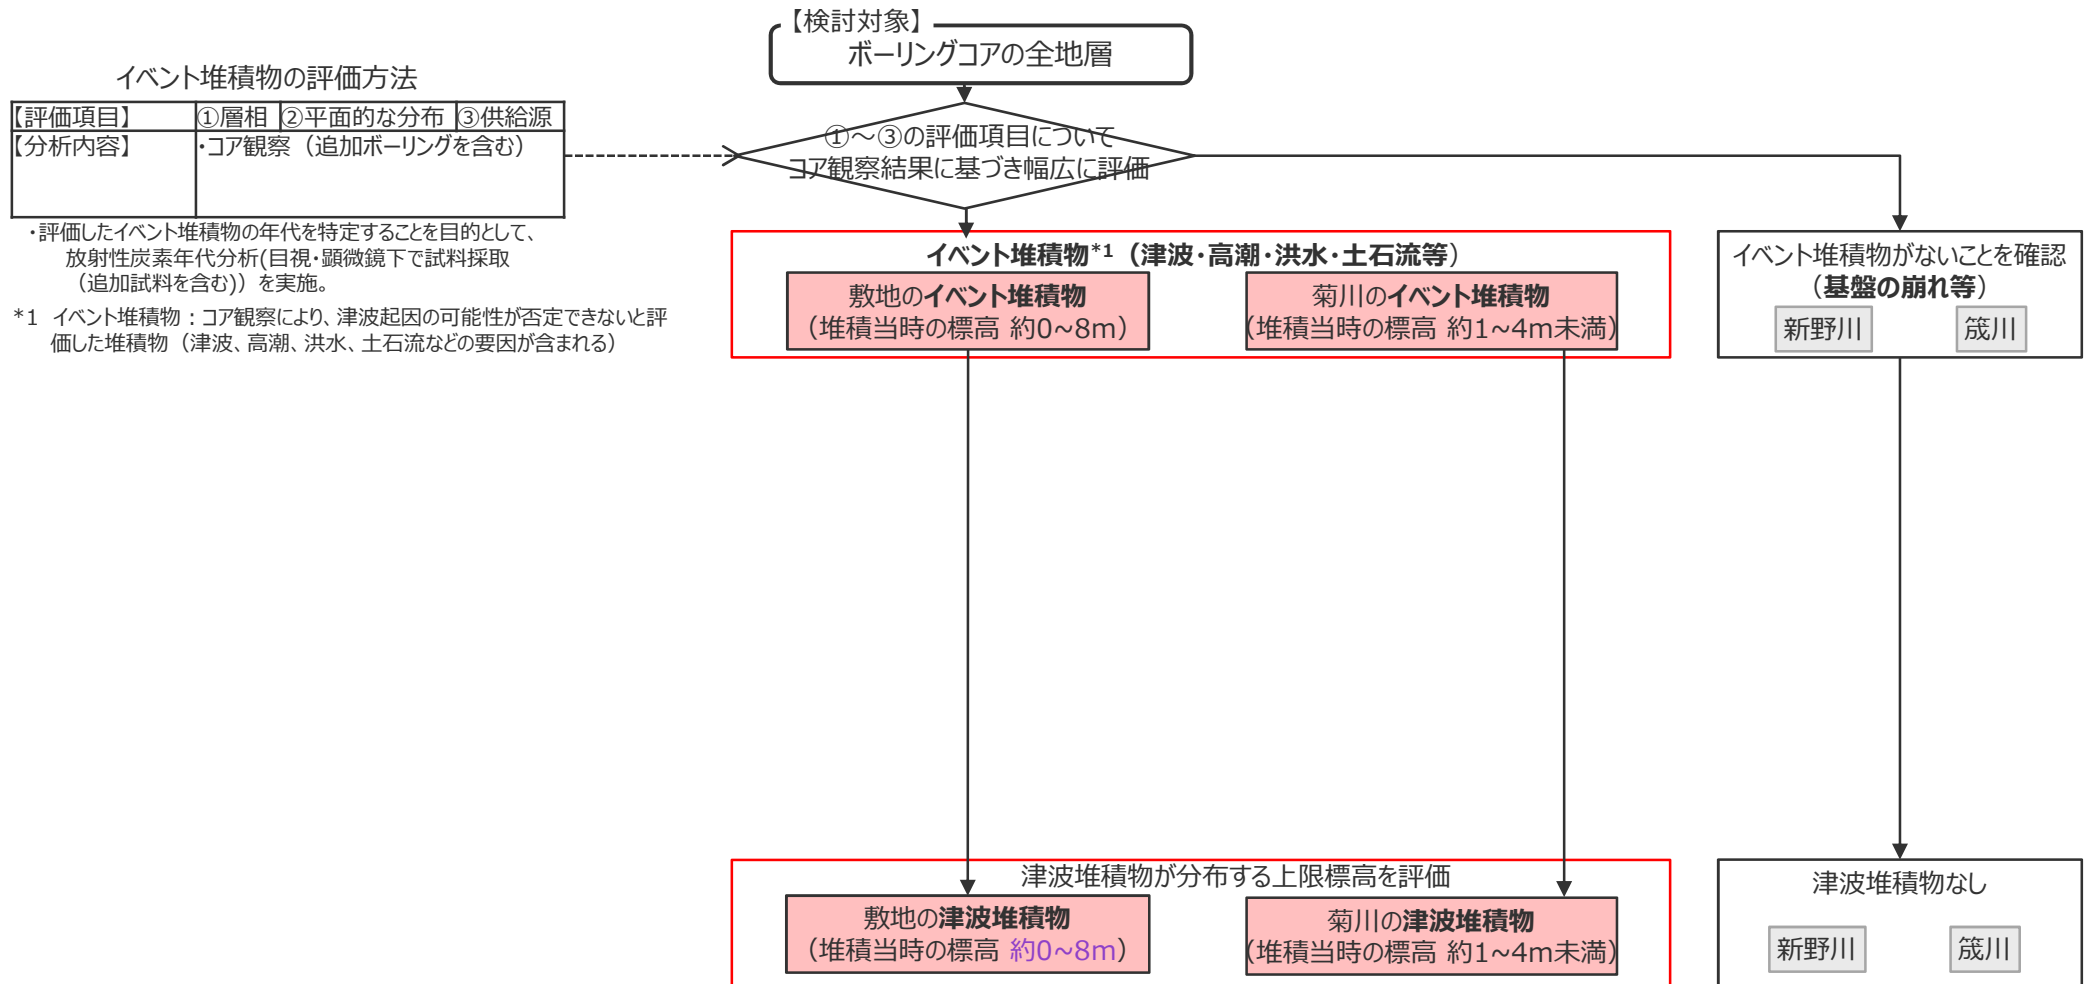 【検討対象】
ボーリングコアの全地層
イベント堆積物の評価方法
【評価項目】 ①層相 ②平面的な分布 ③供給源
【分析内容】 ・コア観察（追加ボーリングを含む）
①～③の評価項目について
コア観察結果に基づき幅広に評価
・評価したイベント堆積物の年代を特定することを目的として、
放射性炭素年代分析(目視・顕微鏡下で試料採取
（追加試料を含む)）を実施。
*1 イベント堆積物：コア観察により、津波起因の可能性が否定できないと評
価した堆積物（津波、高潮、洪水、土石流などの要因が含まれる）
イベント堆積物*1（津波・高潮・洪水・土石流等）
敷地のイベント堆積物
（堆積当時の標高 約0~8m）
菊川のイベント堆積物
（堆積当時の標高 約1~4m未満）
イベント堆積物がないことを確認
（基盤の崩れ等）
新野川 筬川
津波堆積物が分布する上限標高を評価
敷地の津波堆積物
（堆積当時の標高 約0~8m）
菊川の津波堆積物
（堆積当時の標高 約1~4m未満）
津波堆積物なし
新野川 筬川